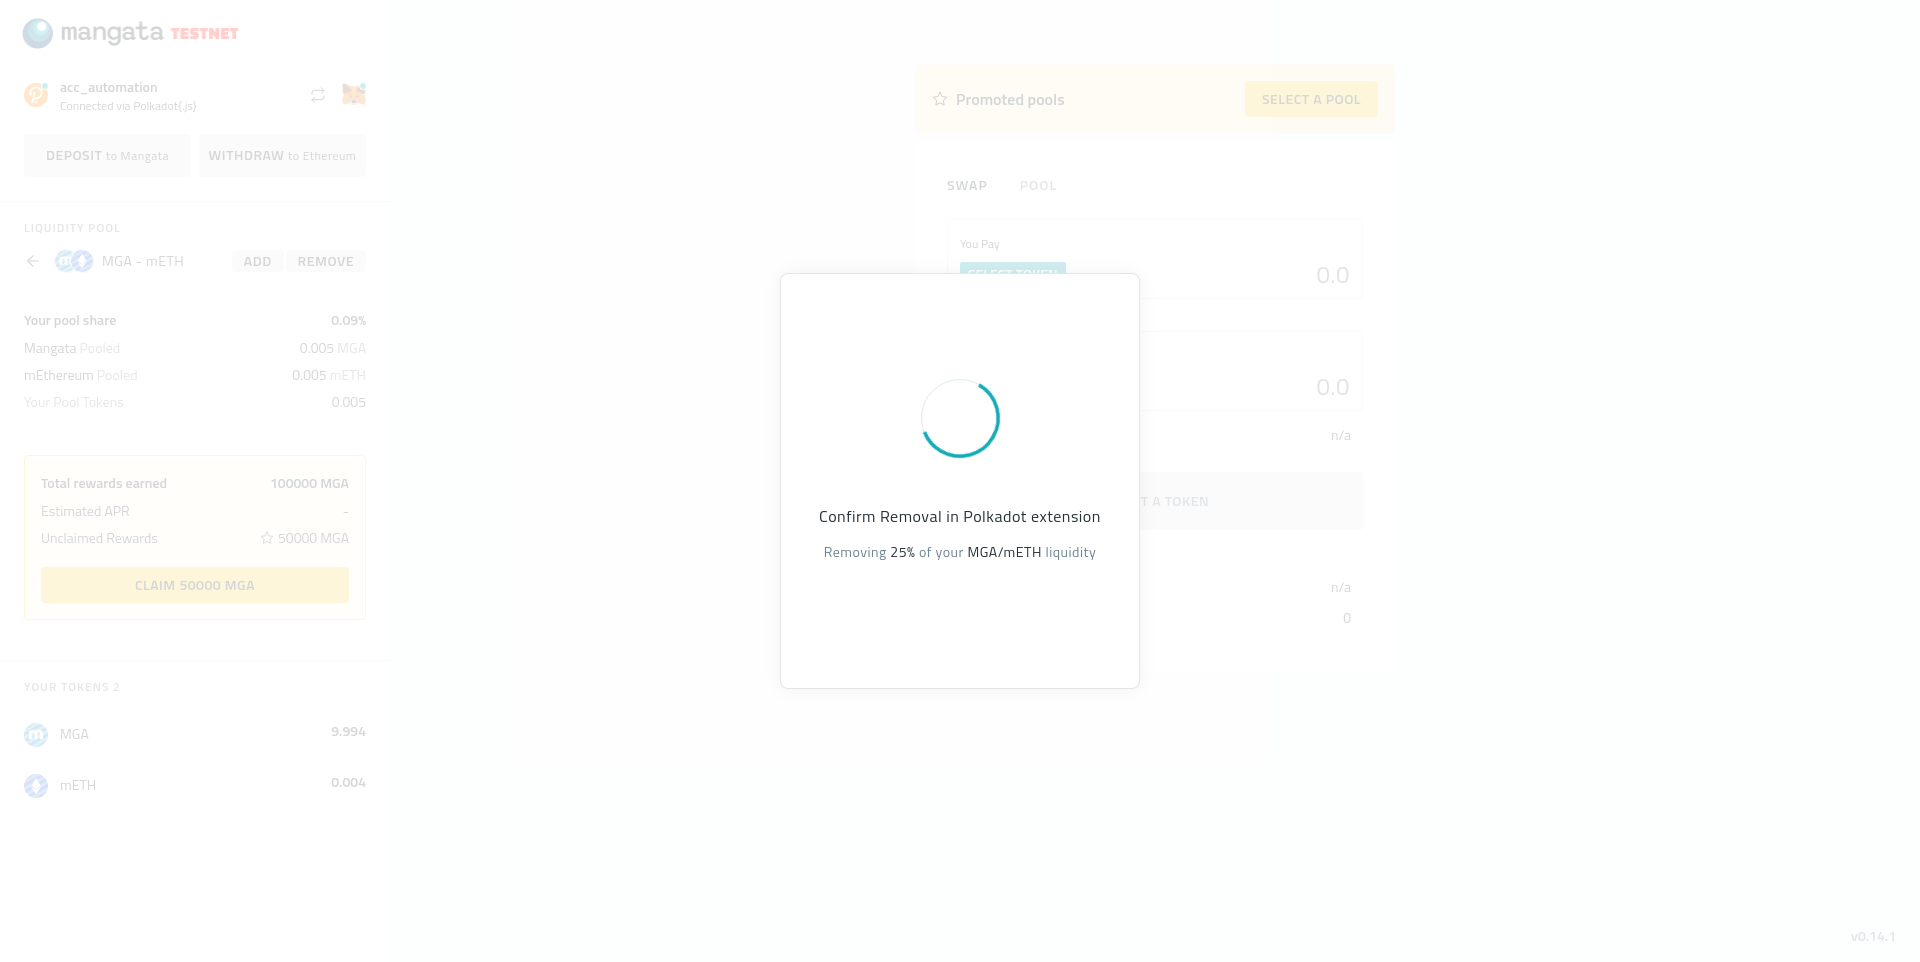 mangata TESTNET
acc_automation
Connected via Polkadot{.js}
DEPOSIT to Mangata
WITHDRAW to Ethereum
LIQUIDITY POOL
MGA - mETH
ADD
REMOVE
Your pool share 0.09%
Mangata Pooled 0.005 MGA
mEthereum Pooled 0.005 mETH
Your Pool Tokens 0.005
Total rewards earned 100000 MGA
Estimated APR -
Unclaimed Rewards 50000 MGA
CLAIM 50000 MGA
YOUR TOKENS 2
MGA 9.994
mETH 0.004
Promoted pools
SELECT A POOL
SWAP POOL
You Pay
SELECT TOKEN
0.0
0.0
n/a
T A TOKEN
n/a
0
Confirm Removal in Polkadot extension
Removing 25% of your MGA/mETH liquidity
v0.14.1